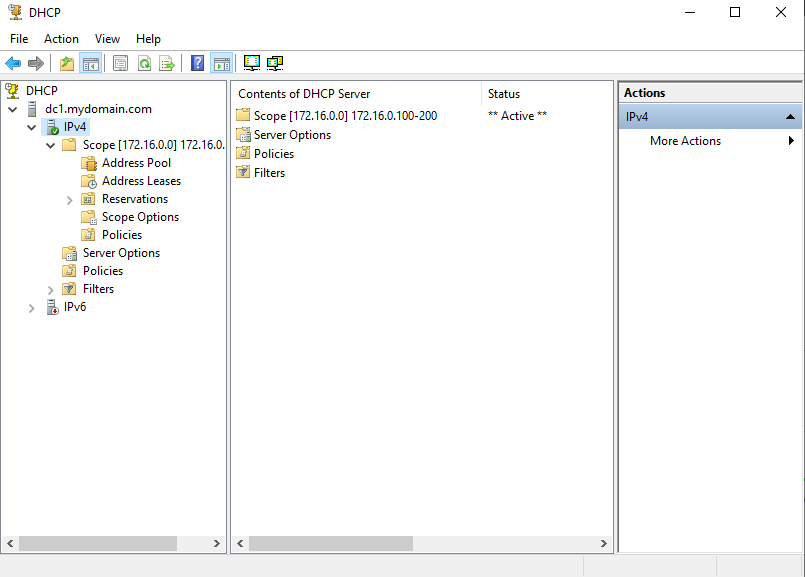 DHCP
File Action View Help
DHCP
dc1.mydomain.com
IPv4
Scope [172.16.0.0] 172.16.0.
Address Pool
Address Leases
Reservations
Scope Options
Policies
Server Options
Policies
Filters
IPv6
Contents of DHCP Server Status
Scope [172.16.0.0] 172.16.0.100-200 ** Active **
Server Options
Policies
Filters
Actions
IPv4
More Actions